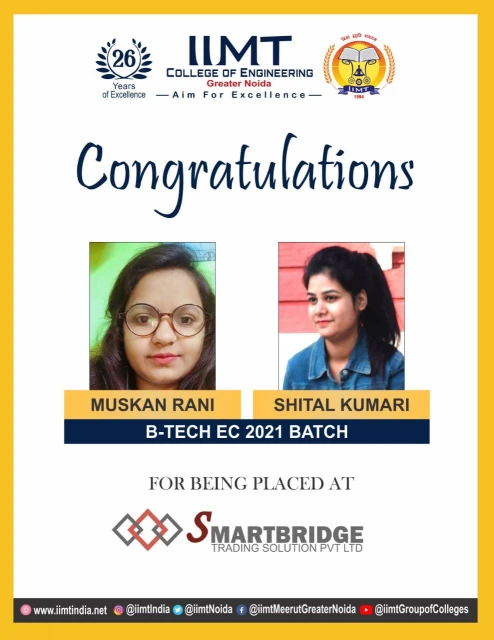 26
Years
of Excellence
IIMT
COLLEGE OF ENGINEERING
Greater Noida
Aim For Excellence
IIMT
1994
Congratulations
MUSKAN RANI
SHITAL KUMARI
B-TECH EC 2021 BATCH
FOR BEING PLACED AT
SMARTBRIDGE
TRADING SOLUTION PVT LTD
www.iimtindia.net @iimtIndia @iimtNoida @iimtMeerutGreaterNoida @iimtGroupofColleges